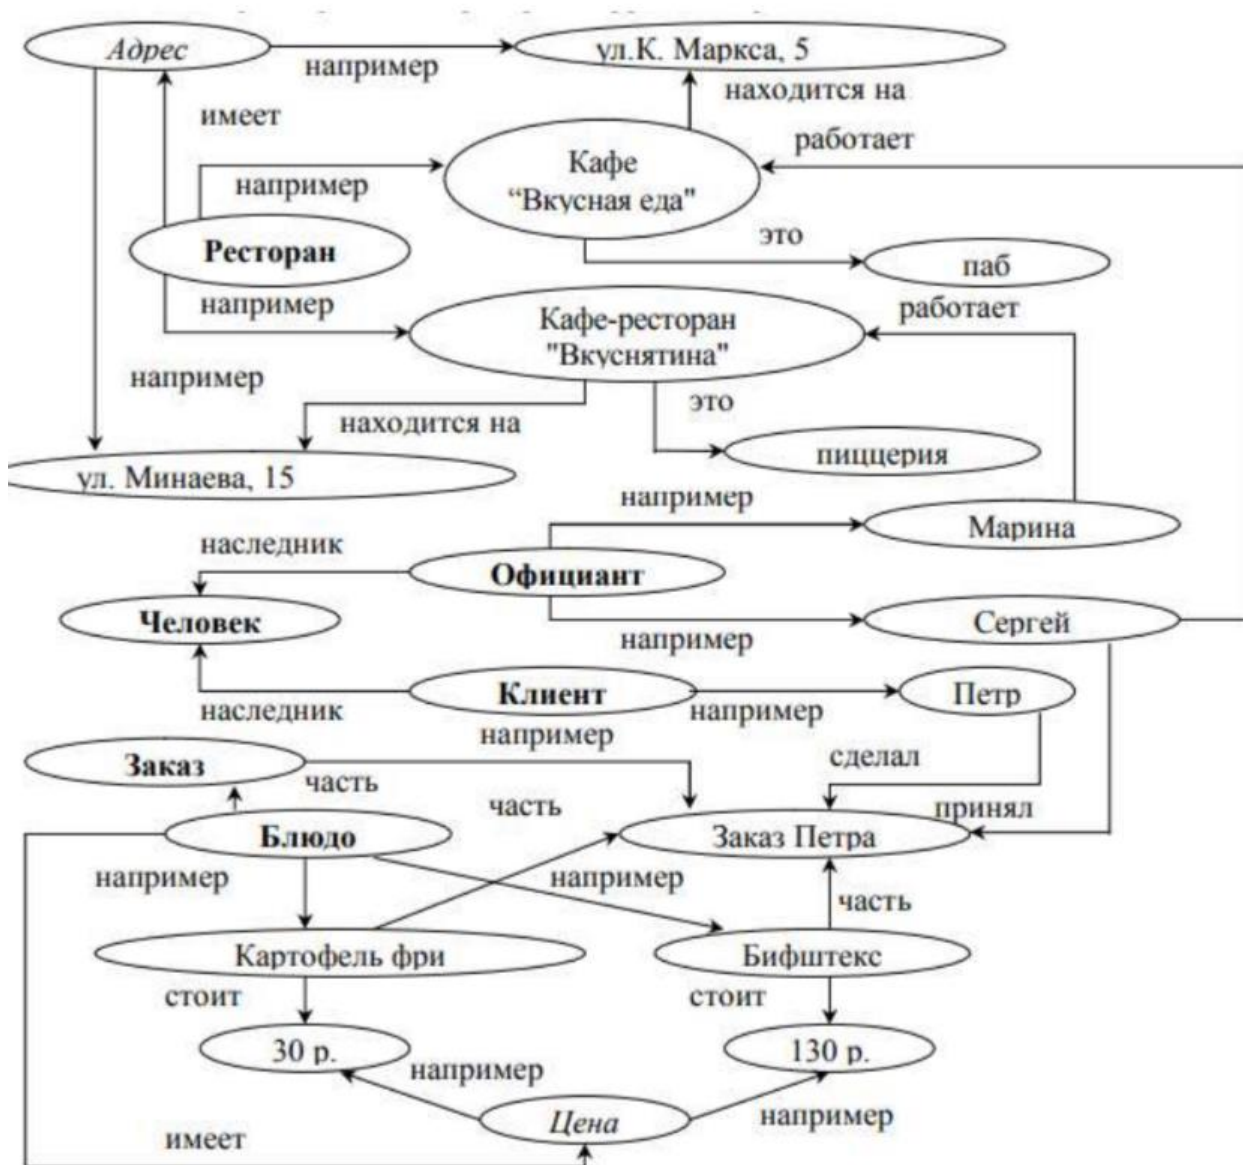 Адрес
ул.К. Маркса, 5
например
находится на
имеет
работает
Кафе
“Вкусная еда"
например
Ресторан
это
паб
например
Кафе-ресторан
"Вкуснятина"
работает
например
находится на
это
ул. Минаева, 15
пиццерия
например
Марина
наследник
Официант
Человек
например
Сергей
Клиент
Петр
наследник
например
например
Заказ
сделал
часть
часть
принял
Блюдо
Заказ Петра
например
например
часть
Картофель фри
Бифштекс
стоит
стоит
30 р.
130 р.
например
Цена
например
имеет